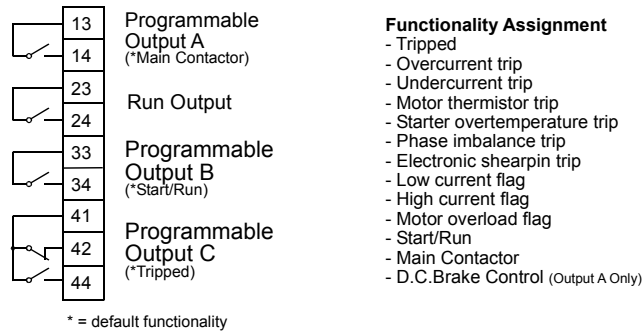 13
14
Programmable
Output A
(*Main Contactor)
23
24
Run Output
33
34
Programmable
Output B
(*Start/Run)
41
42
44
Programmable
Output C
(*Tripped)
* = default functionality
Functionality Assignment
- Tripped
- Overcurrent trip
- Undercurrent trip
- Motor thermistor trip
- Starter overtemperature trip
- Phase imbalance trip
- Electronic shearpin trip
- Low current flag
- High current flag
- Motor overload flag
- Start/Run
- Main Contactor
- D.C.Brake Control (Output A Only)